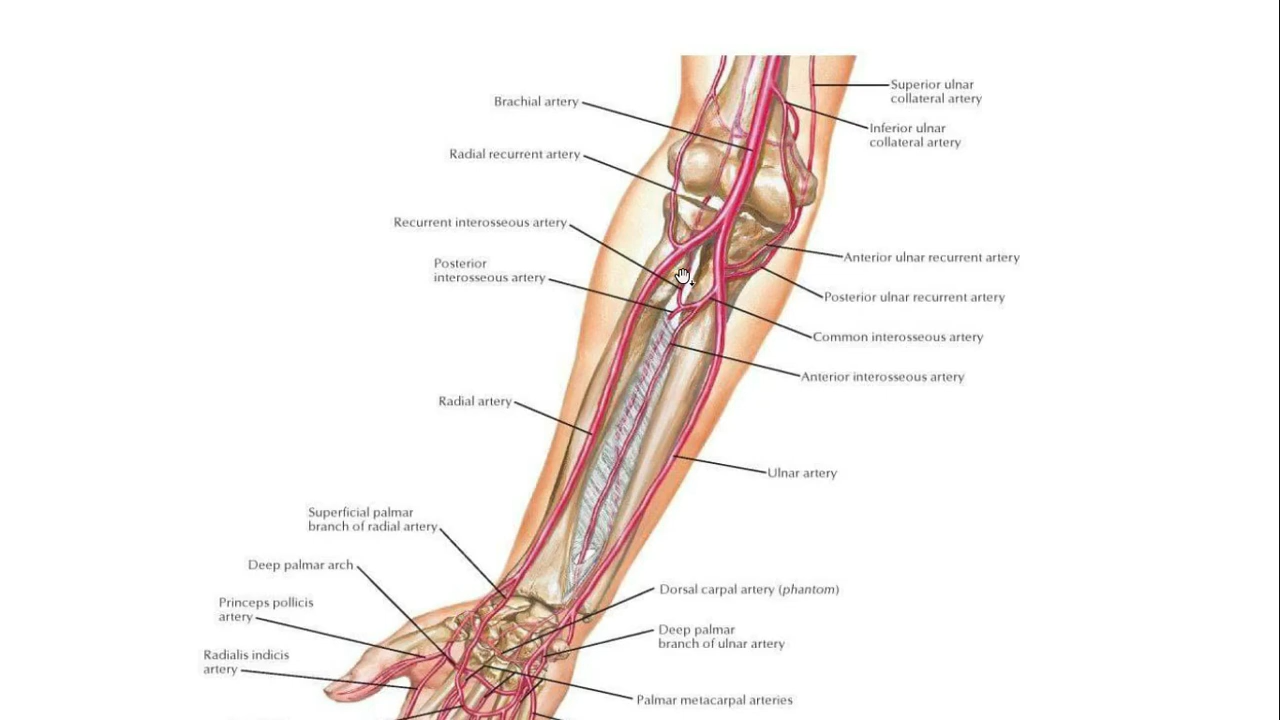 Superior ulnar
collateral artery
Brachial artery
Inferior ulnar
collateral artery
Radial recurrent artery
Recurrent interosseous artery
Anterior ulnar recurrent artery
Posterior
interosseous artery
Posterior ulnar recurrent artery
Common interosseous artery
Anterior interosseous artery
Radial artery
Ulnar artery
Superficial palmar
branch of radial artery
Deep palmar arch
Dorsal carpal artery (phantom)
Princeps pollicis
artery
Deep palmar
branch of ulnar artery
Radialis indicis
artery
Palmar metacarpal arteries